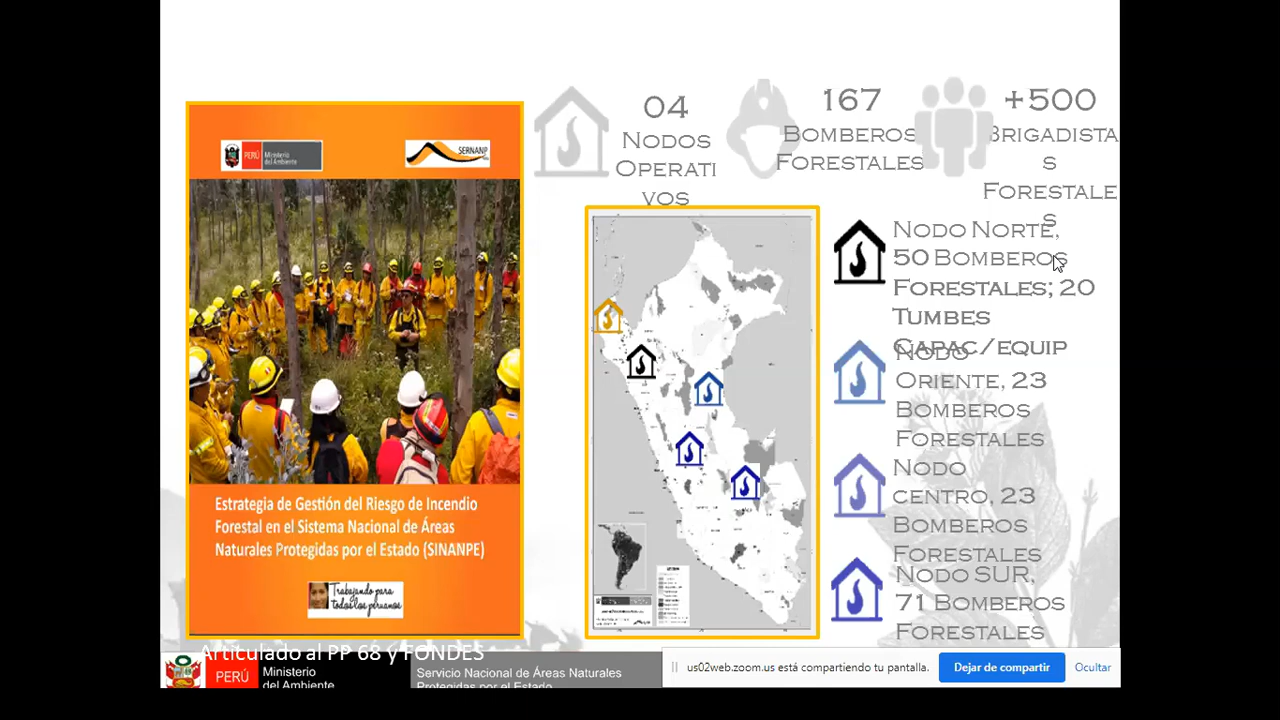 04
NODOS
OPERATI
VOS
167
BOMBEROS
FORESTALES
+500
BRIGADISTA
S
FORESTALE
S
PERÚ
Ministerio
del Ambiente
SERNANP
Estrategia de Gestión del Riesgo de Incendio
Forestal en el Sistema Nacional de Áreas
Naturales Protegidas por el Estado (SINANPE)
Trabajando para
todos los peruanos
NODO NORTE,
50 BOMBEROS
FORESTALES; 20
TUMBES
CAPAC/EQUIP
NODO
ORIENTE, 23
BOMBEROS
FORESTALES
NODO
CENTRO, 23
BOMBEROS
FORESTALES
NODO SUR,
71 BOMBEROS
FORESTALES
Articulado al PP 68 y FONDES
PERÚ
Ministerio
del Ambiente
Servicio Nacional de Áreas Naturales
Protegidas por el Estado
us02web.zoom.us está compartiendo tu pantalla.
Dejar de compartir
Ocultar